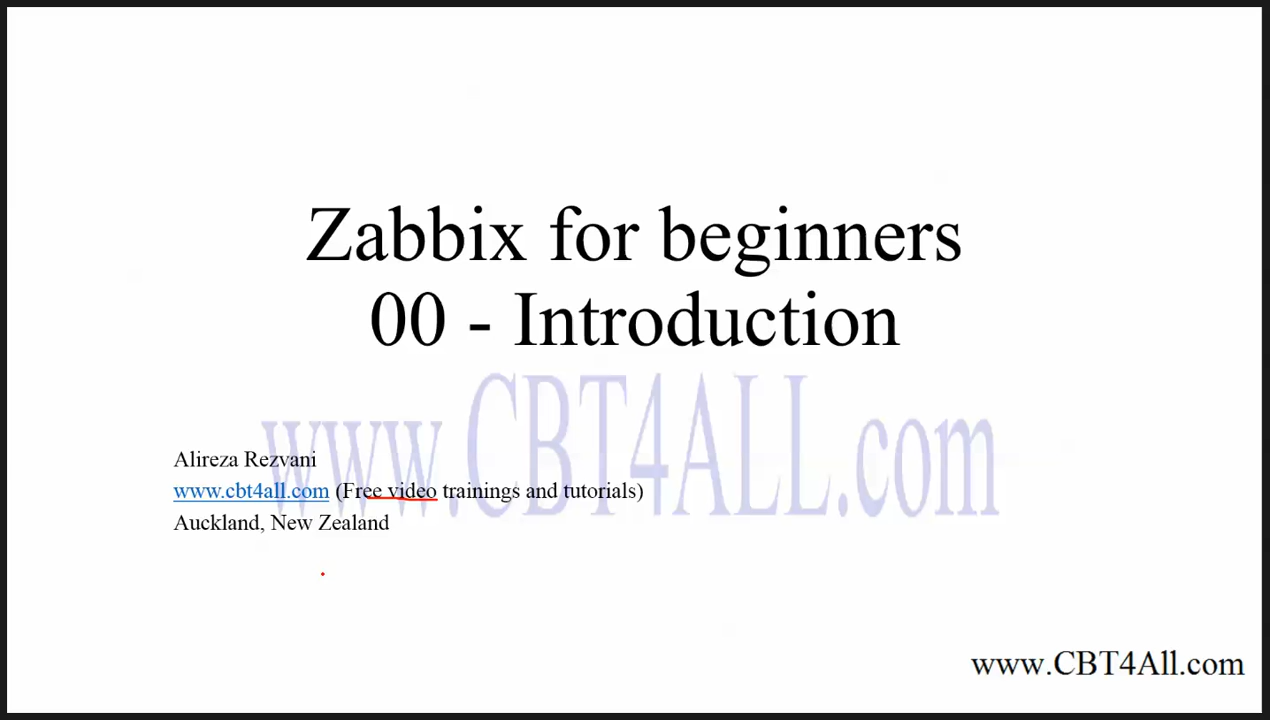 Zabbix for beginners
00 - Introduction
www.CBT4ALL.com
Alireza Rezvani
www.cbt4all.com (Free video trainings and tutorials)
Auckland, New Zealand
www.CBT4All.com